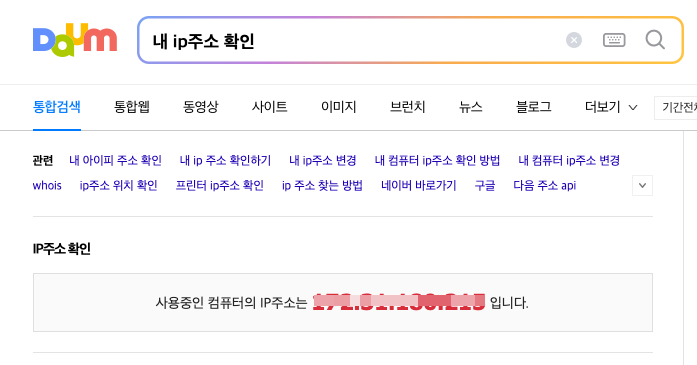 Daum
내 ip주소 확인
통합검색 통합웹 동영상 사이트 이미지 브런치 뉴스 블로그 더보기 기간전체
관련 내 아이피 주소 확인 내 ip 주소 확인하기 내 ip주소 변경 내 컴퓨터 ip주소 확인 방법 내 컴퓨터 ip주소 변경
whois ip주소 위치 확인 프린터 ip주소 확인 ip 주소 찾는 방법 네이버 바로가기 구글 다음 주소 api
IP주소 확인
사용중인 컴퓨터의 IP주소는 입니다.